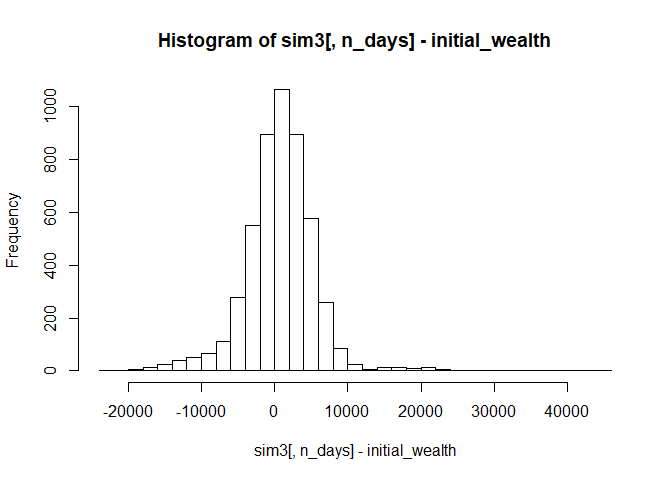 Histogram of sim3[, n_days] - initial_wealth
Frequency
1000
800
600
400
200
0
-20000 -10000 0 10000 20000 30000 40000
sim3[, n_days] - initial_wealth